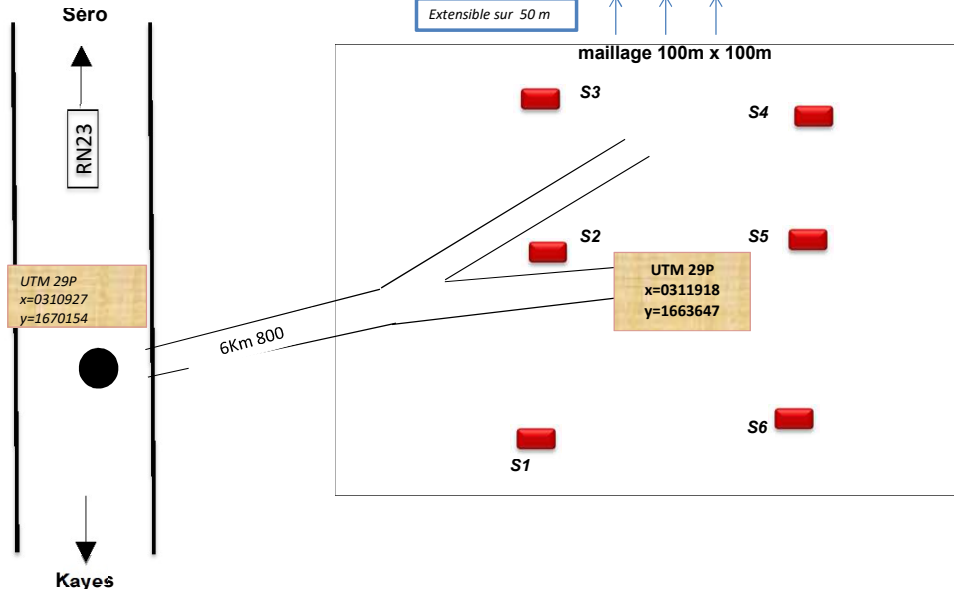 Séro
Extensible sur 50 m
maillage 100m x 100m
S3
S4
RN23
S2
S5
UTM 29P
x=0310927
y=1670154
UTM 29P
x=0311918
y=1663647
6Km 800
S6
S1
Kayes